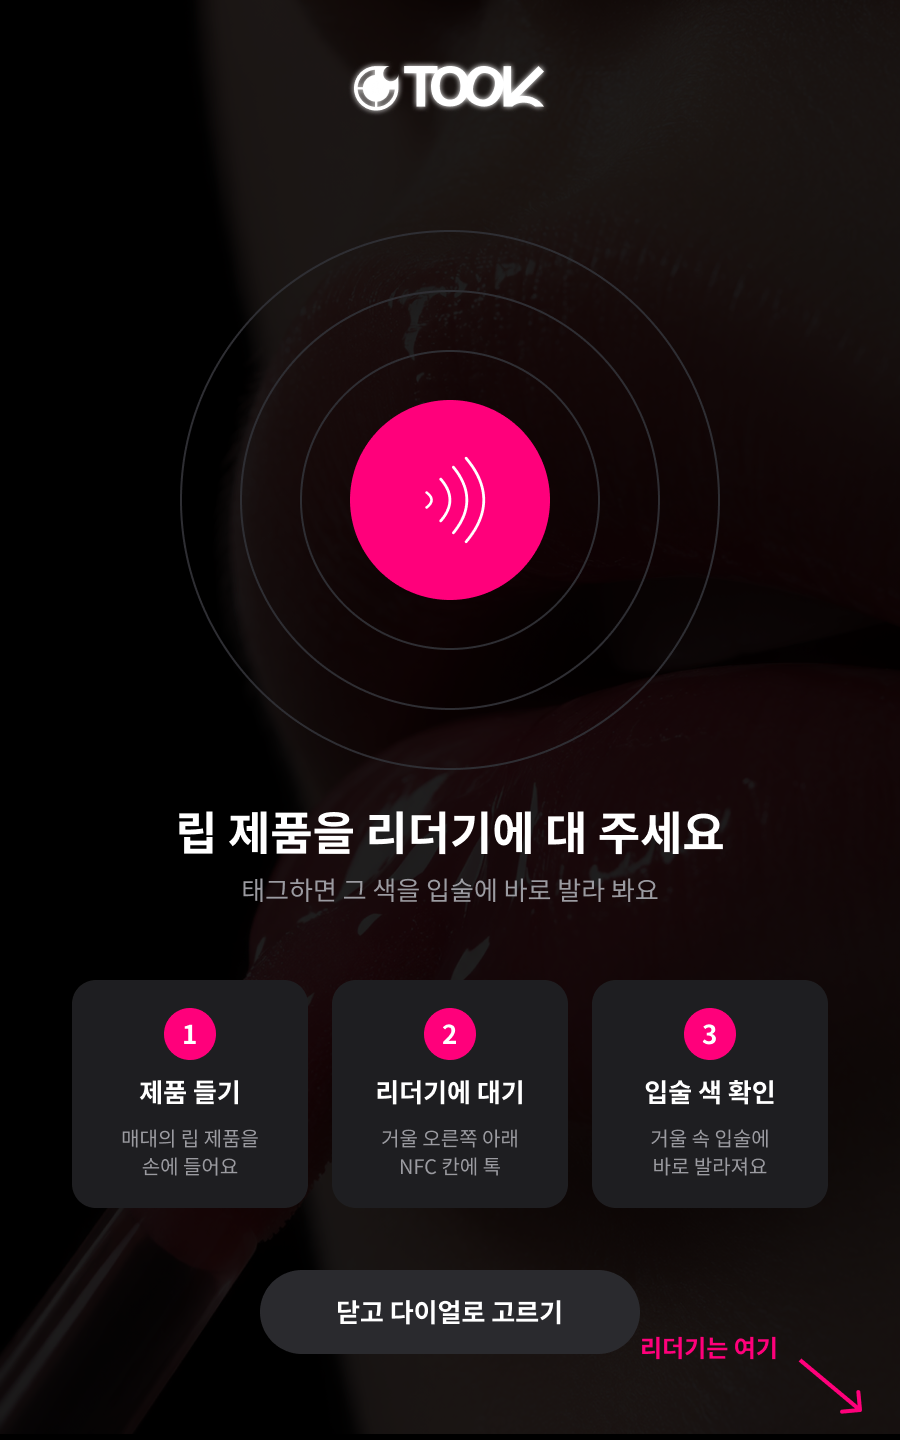 TOOK
립 제품을 리더기에 대 주세요
태그하면 그 색을 입술에 바로 발라 봐요
1
제품 들기
매대의 립 제품을
손에 들어요
2
리더기에 대기
거울 오른쪽 아래
NFC 칸에 톡
3
입술 색 확인
거울 속 입술에
바로 발라져요
닫고 다이얼로 고르기
리더기는 여기